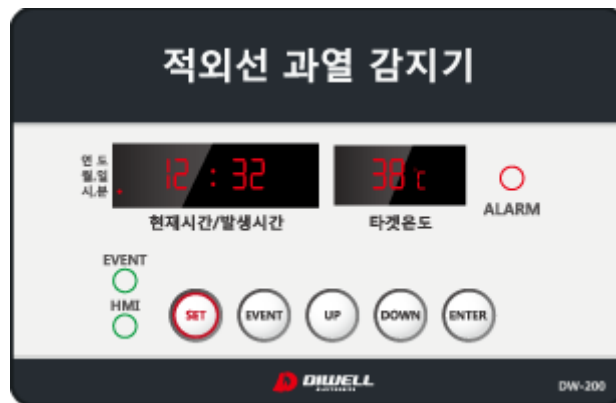 적외선 과열 감지기
연 도
월.일
시.분
12 : 32
38 ℃
현재시간/발생시간
타겟온도
ALARM
EVENT
HMI
SET
EVENT
UP
DOWN
ENTER
DIWELL
ELECTRONICS
DW-200